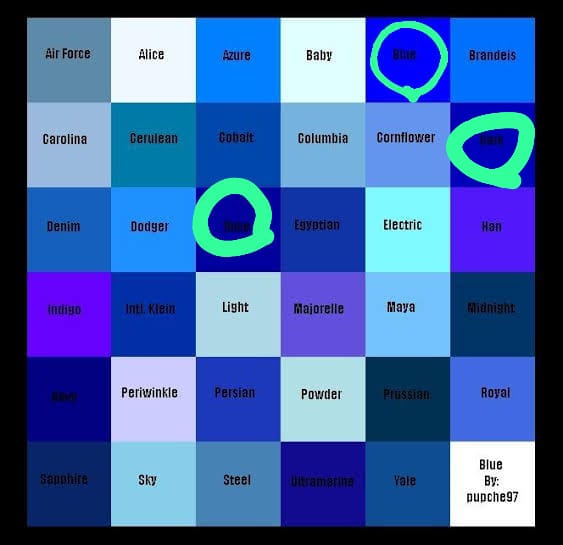 Air Force Alice Azure Baby Blue Brandeis
Carolina Cerulean Cobalt Columbia Cornflower
Denim Dodger Egyptian Electric Han
Indigo Intl. Klein Light Majorelle Maya Midnight
Navy Periwinkle Persian Powder Prussian Royal
Sapphire Sky Steel Ultramarine Yale
Blue
By:
pupche97